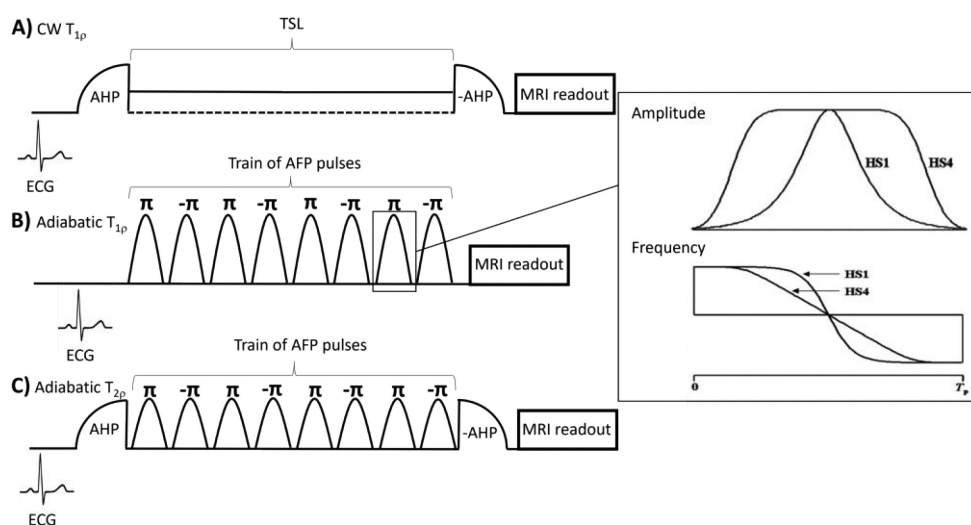 A) CW T1ρ
TSL
AHP
-AHP
MRI readout
ECG
Train of AFP pulses
π -π π -π π -π π -π
B) Adiabatic T1ρ
MRI readout
ECG
Train of AFP pulses
π -π π -π π -π π -π
C) Adiabatic T2ρ
AHP
-AHP
MRI readout
ECG
Amplitude
HS1
HS4
Frequency
HS1
HS4
0
Tp